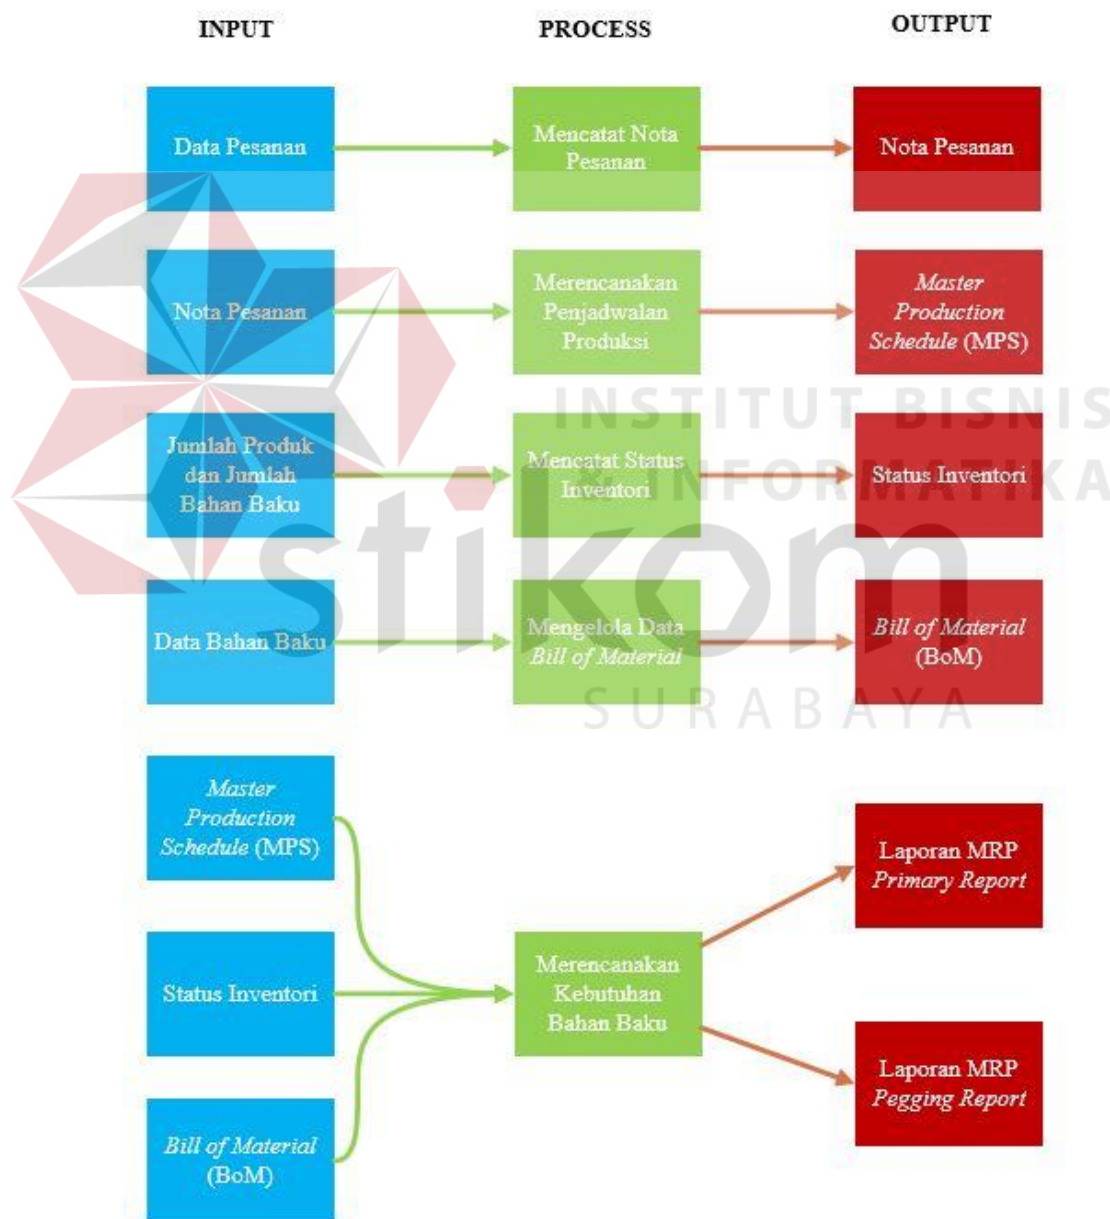 INPUT
PROCESS
OUTPUT
Data Pesanan
Mencatat Nota
Pesanan
Nota Pesanan
Nota Pesanan
Merencanakan
Penjadwalan
Produksi
Master
Production
Schedule (MPS)
Jumlah Produk
dan Jumlah
Bahan Baku
Mencatat Status
Inventori
Status Inventori
Data Bahan Baku
Mengelola Data
Bill of Material
Bill of Material
(BoM)
Master
Production
Schedule (MPS)
Status Inventori
Bill of Material
(BoM)
Merencanakan
Kebutuhan
Bahan Baku
Laporan MRP
Primary Report
Laporan MRP
Pegging Report
INSTITUT BISNIS
& INFORMATIKA
stikom
SURABAYA